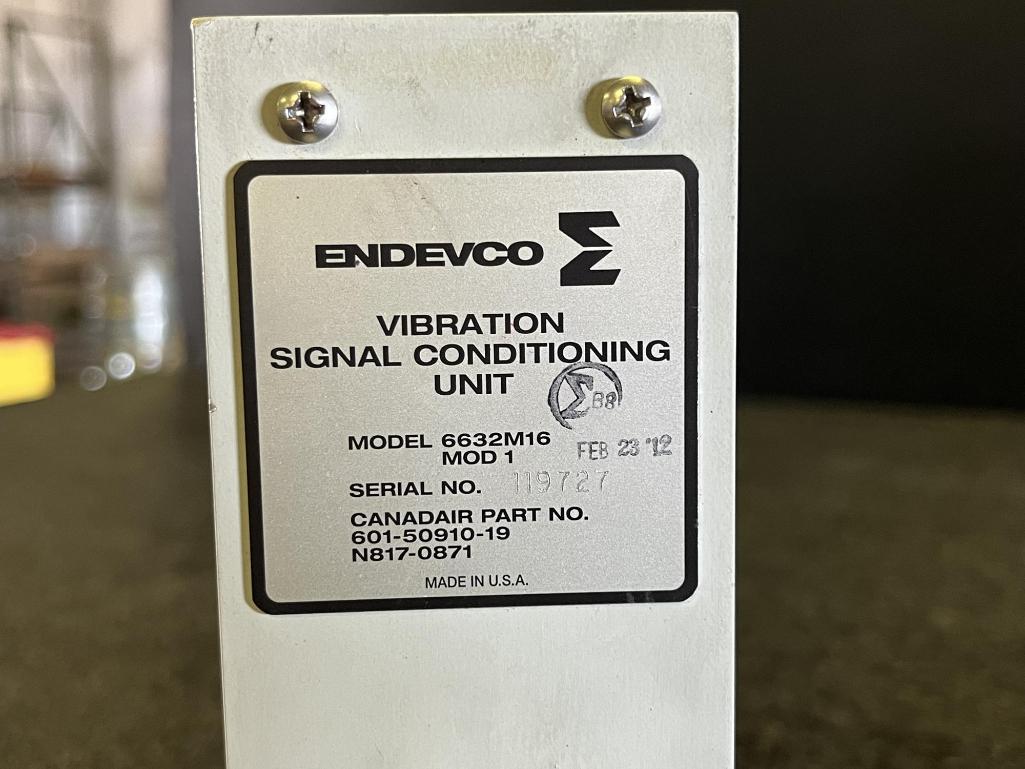 ENDEVCO
VIBRATION
SIGNAL CONDITIONING
UNIT
B8
MODEL 6632M16
MOD 1
FEB 23 '12
SERIAL NO. 119727
CANADAIR PART NO.
601-50910-19
N817-0871
MADE IN U.S.A.